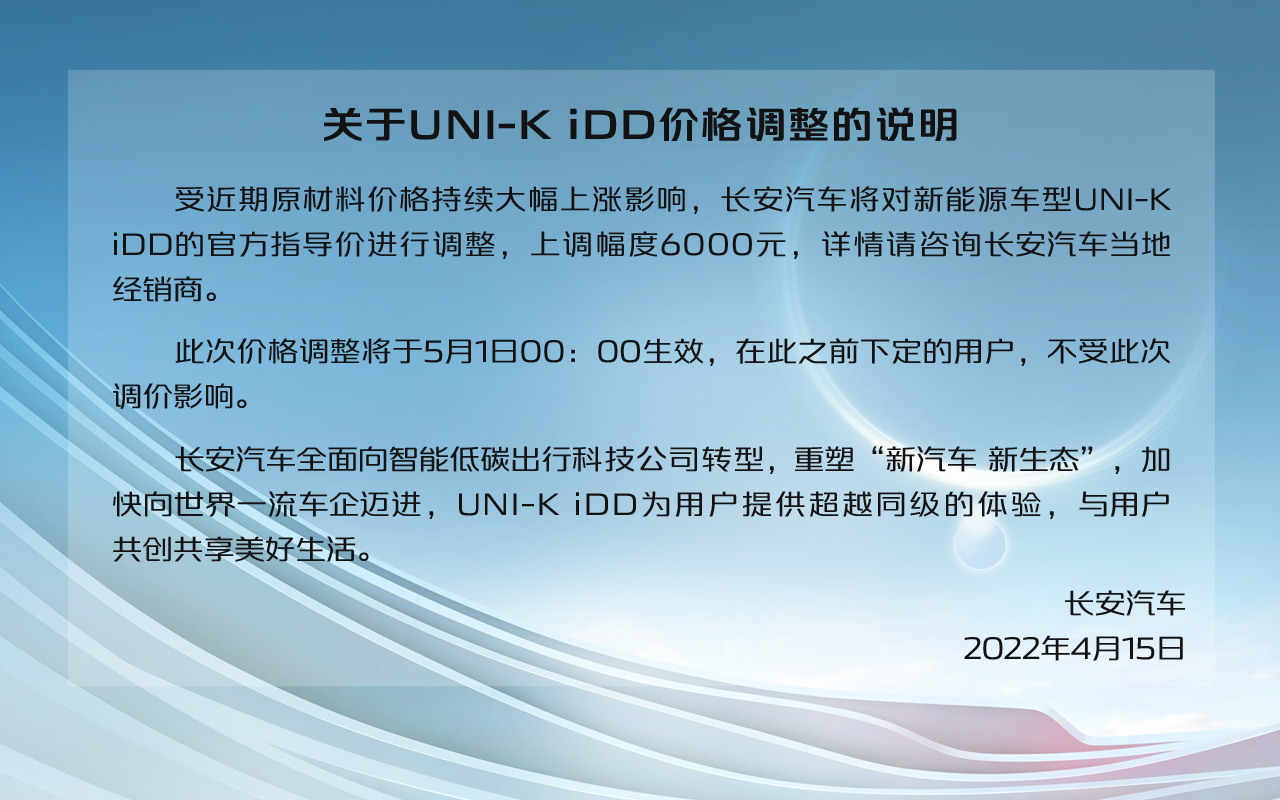 关于UNI-K iDD价格调整的说明
受近期原材料价格持续大幅上涨影响，长安汽车将对新能源车型UNI-K
iDD的官方指导价进行调整，上调幅度6000元，详情请咨询长安汽车当地
经销商。
此次价格调整将于5月1日00：00生效，在此之前下定的用户，不受此次
调价影响。
长安汽车全面向智能低碳出行科技公司转型，重塑“新汽车 新生态”，加
快向世界一流车企迈进，UNI-K iDD为用户提供超越同级的体验，与用户
共创共享美好生活。
长安汽车
2022年4月15日